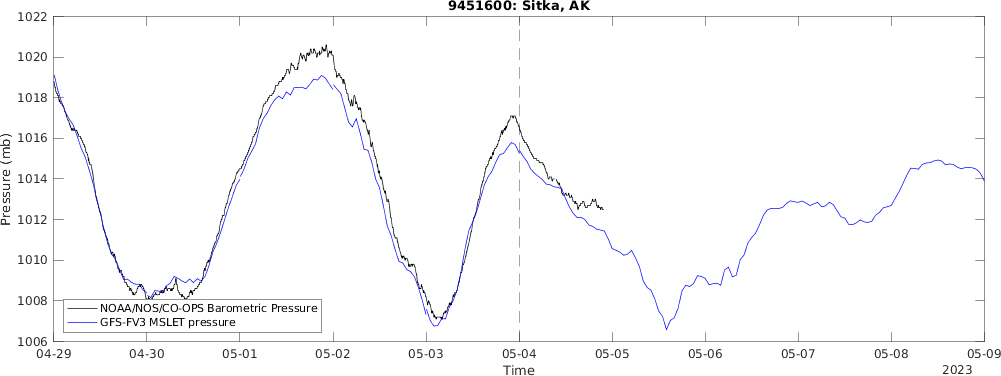 9451600: Sitka, AK
1022
1020
1018
1016
1014
1012
1010
1008
1006
Pressure (mb)
NOAA/NOS/CO-OPS Barometric Pressure
GFS-FV3 MSLET pressure
04-29 04-30 05-01 05-02 05-03 05-04 05-05 05-06 05-07 05-08 05-09
Time
2023